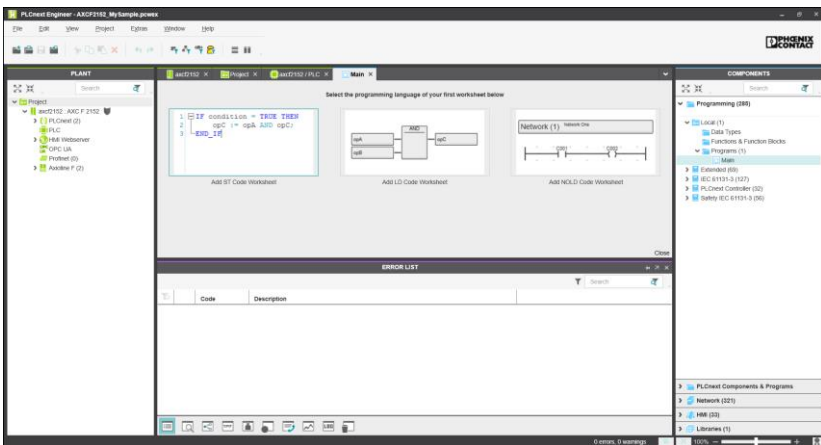 PLCnext Engineer - AXCF2152_MySample.pcwex
File Edit View Project Extras Window Help
PHŒNIX CONTACT
PLANT
Search
Project
axcf2152 : AXC F 2152
PLCnext (2)
PLC
HMI Webserver
OPC UA
Profinet (0)
Axioline F (2)
axcf2152 × Project × axcf2152 / PLC × Main ×
Select the programming language of your first worksheet below
1 IF condition = TRUE THEN
2 opC := opA AND opC;
3 END_IF
Add ST Code Worksheet
AND
opA
opB
opC
Add LD Code Worksheet
Network (1) Network One
C001 C002
Add NOLD Code Worksheet
Close
ERROR LIST
Search
Code Description
COMPONENTS
Search
Programming (288)
Local (1)
Data Types
Functions & Function Blocks
Programs (1)
Main
Extended (69)
IEC 61131-3 (127)
PLCnext Controller (32)
Safety IEC 61131-3 (56)
PLCnext Components & Programs
Network (321)
HMI (33)
Libraries (1)
LOG
0 errors, 0 warnings
100%